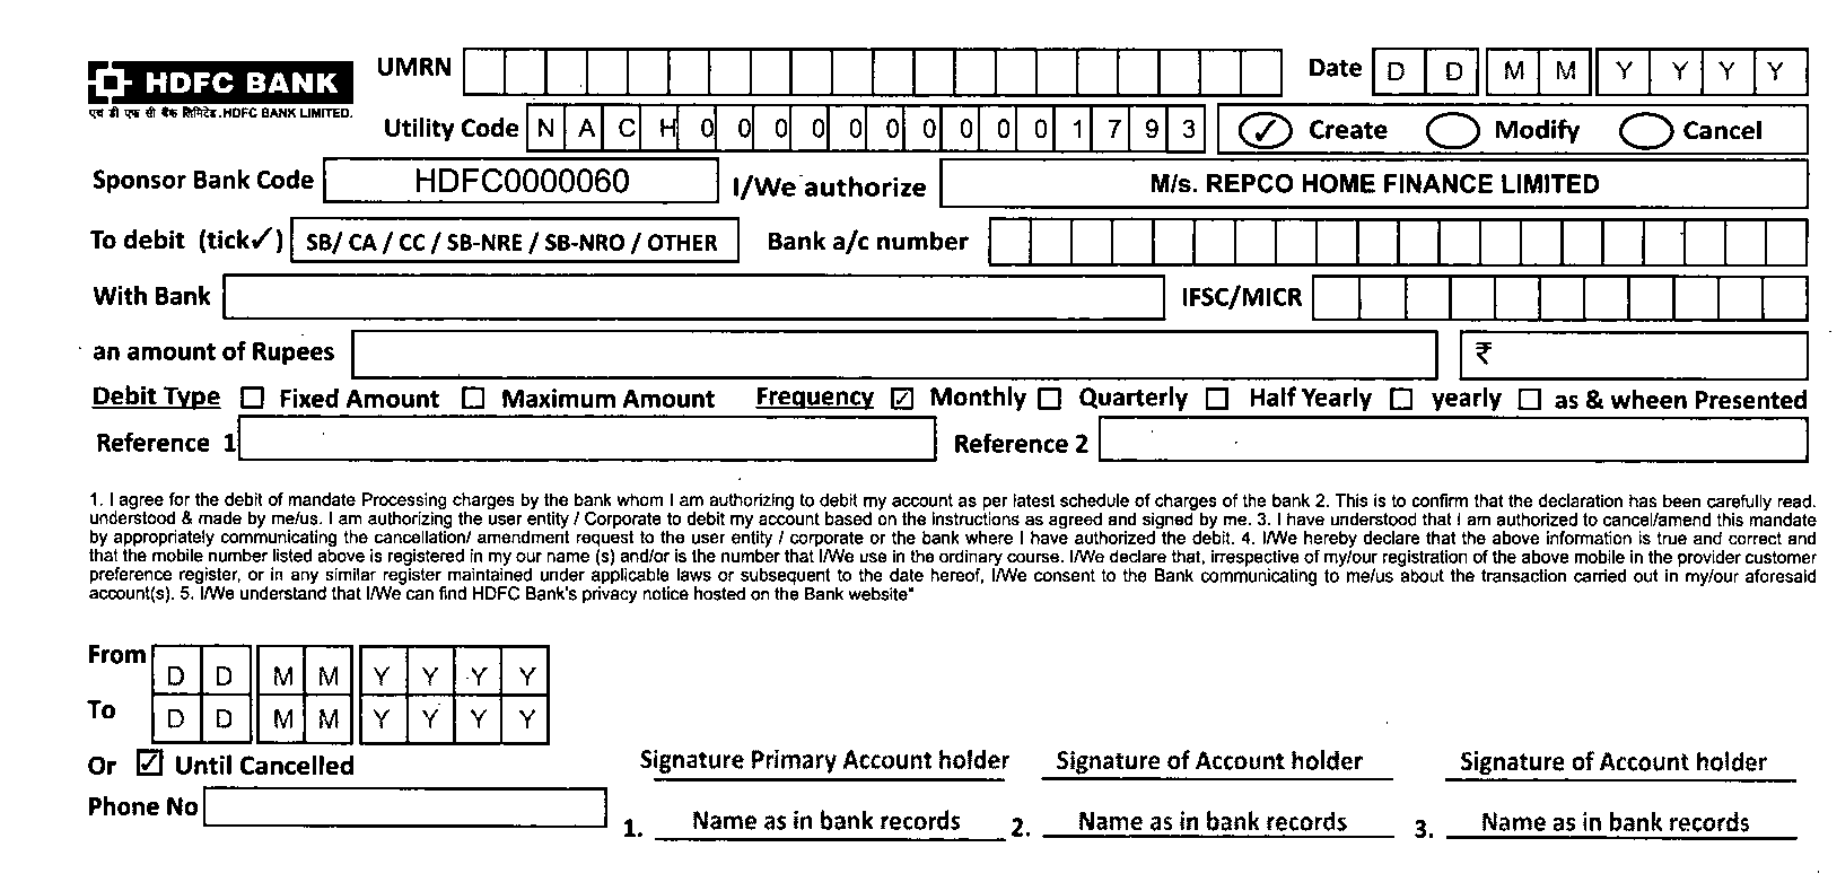 HDFC BANK
एच डी एफ सी बैंक लिमिटेड. HDFC BANK LIMITED.
UMRN
Date D D M M Y Y Y Y
Utility Code N A C H 0 0 0 0 0 0 0 0 0 0 1 7 9 3
✓ Create Modify Cancel
Sponsor Bank Code HDFC0000060 I/We authorize M/s. REPCO HOME FINANCE LIMITED
To debit (tick✓) SB/ CA / CC / SB-NRE / SB-NRO / OTHER Bank a/c number
With Bank IFSC/MICR
an amount of Rupees ₹
Debit Type ☐ Fixed Amount ☐ Maximum Amount Frequency ☑ Monthly ☐ Quarterly ☐ Half Yearly ☐ yearly ☐ as & wheen Presented
Reference 1 Reference 2
1. I agree for the debit of mandate Processing charges by the bank whom I am authorizing to debit my account as per latest schedule of charges of the bank 2. This is to confirm that the declaration has been carefully read.
understood & made by me/us. I am authorizing the user entity / Corporate to debit my account based on the instructions as agreed and signed by me. 3. I have understood that I am authorized to cancel/amend this mandate
by appropriately communicating the cancellation/ amendment request to the user entity / corporate or the bank where I have authorized the debit. 4. I/We hereby declare that the above information is true and correct and
that the mobile number listed above is registered in my our name (s) and/or is the number that I/We use in the ordinary course. I/We declare that, irrespective of my/our registration of the above mobile in the provider customer
preference register, or in any similar register maintained under applicable laws or subsequent to the date hereof, I/We consent to the Bank communicating to me/us about the transaction carried out in my/our aforesaid
account(s). 5. I/We understand that I/We can find HDFC Bank's privacy notice hosted on the Bank website"
From D D M M Y Y Y Y
To D D M M Y Y Y Y
Or ☑ Until Cancelled
Phone No
Signature Primary Account holder Signature of Account holder Signature of Account holder
1. Name as in bank records 2. Name as in bank records 3. Name as in bank records